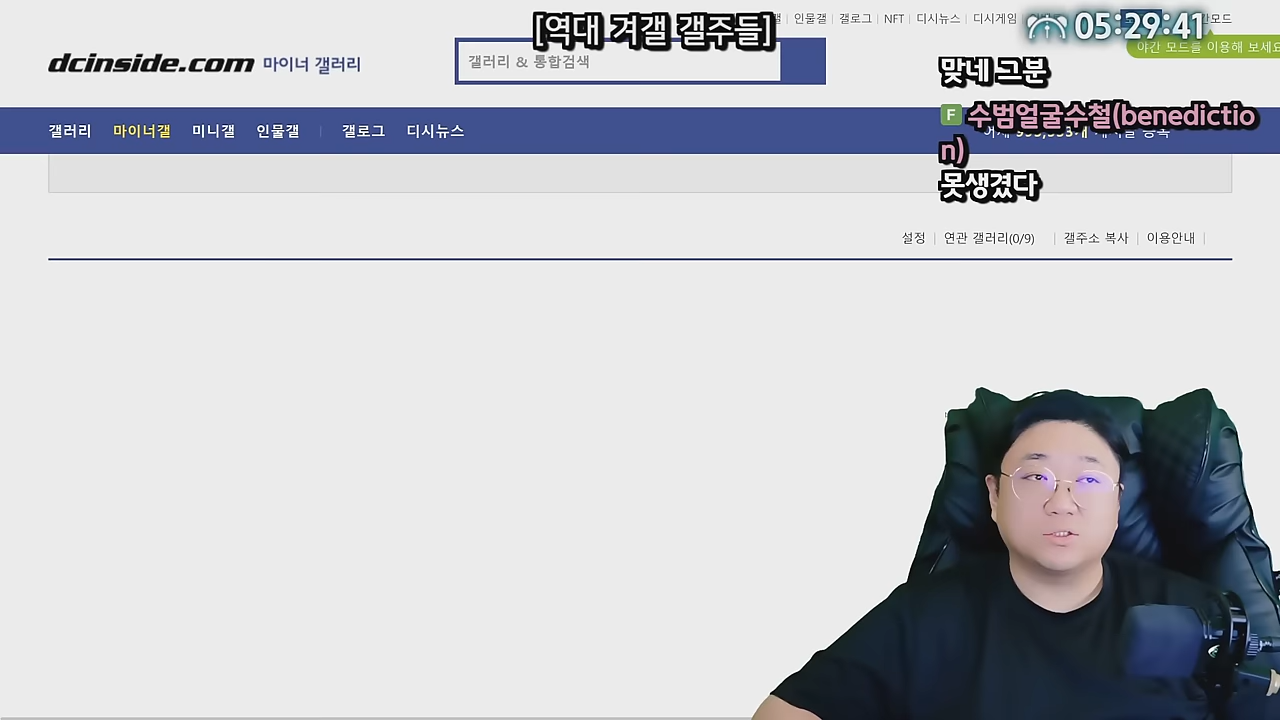 [역대 겨갤 갤주들]
갤 인물갤 갤로그 NFT 디시뉴스 디시게임
05:29:41
야간 모드를 이용해 보세요
dcinside.com 마이너 갤러리
갤러리 & 통합검색
맞네 그분
F 수범얼굴수철(benedictio
n)
못생겼다
갤러리 마이너갤 미니갤 인물갤 갤로그 디시뉴스
설정 연관 갤러리(0/9) 갤주소 복사 이용안내